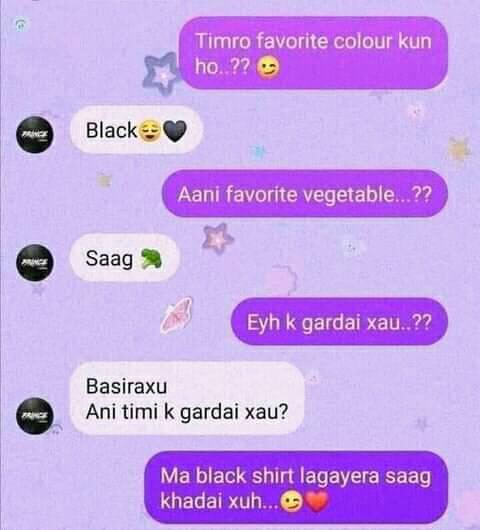 Timro favorite colour kun
ho..?? 😉
Black😌🖤
PRINCE
Aani favorite vegetable...??
Saag 🥦
PRINCE
Eyh k gardai xau..??
Basiraxu
Ani timi k gardai xau?
PRINCE
Ma black shirt lagayera saag
khadai xuh...😉❤️